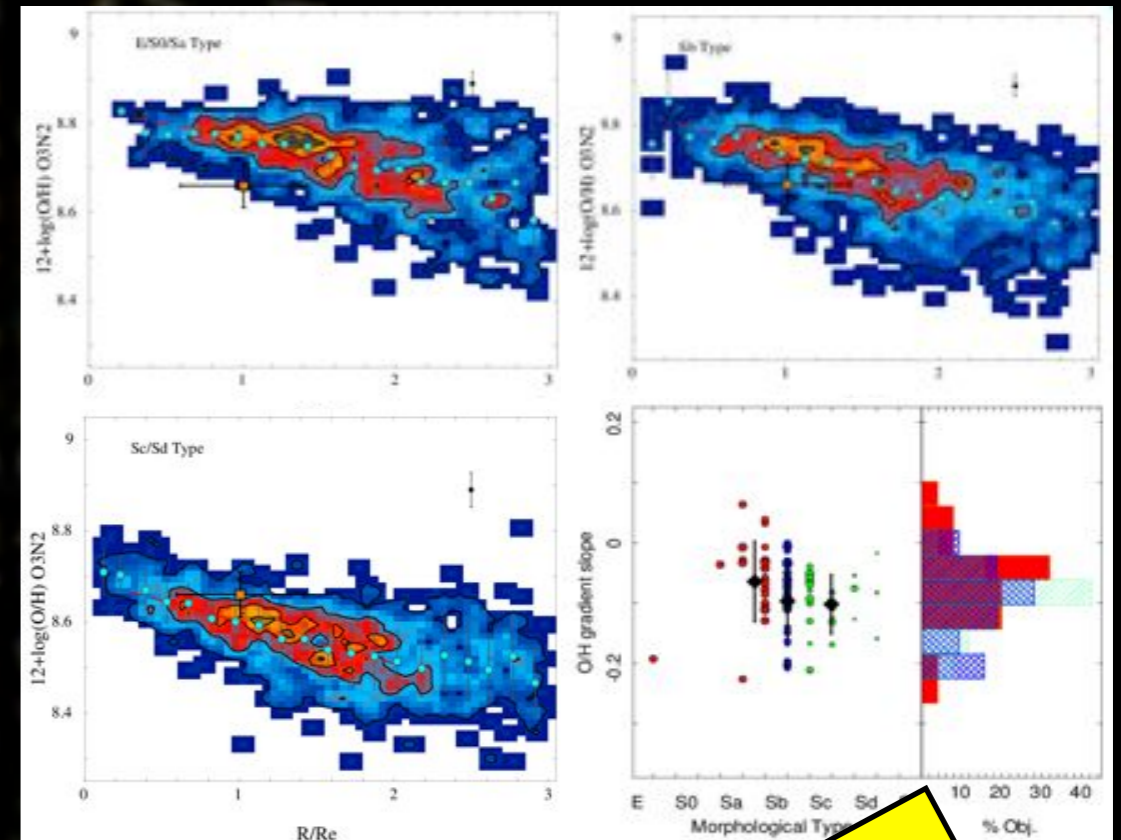 9
E/S0/Sa Type
8.8
8.6
8.4
12+log(O/H) O3N2
0 1 2 3
9
Sb Type
8.8
8.6
8.4
12+log(O/H) O3N2
0 1 2 3
9
Sc/Sd Type
8.8
8.6
8.4
12+log(O/H) O3N2
0 1 2 3
R/Re
0.2
0
-0.2
O/H gradient slope
E S0 Sa Sb Sc Sd
Morphological Type
10 20 30 40
% Obj.